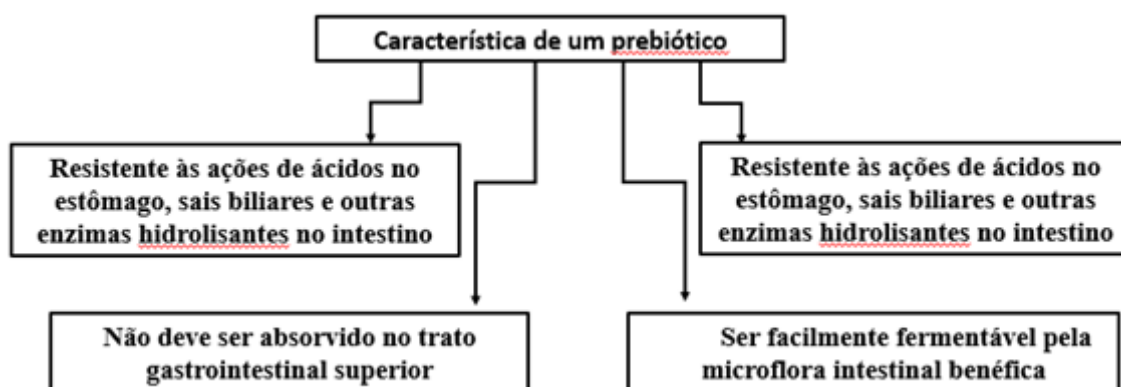 Característica de um prebiótico
Resistente às ações de ácidos no
estômago, sais biliares e outras
enzimas hidrolisantes no intestino
Resistente às ações de ácidos no
estômago, sais biliares e outras
enzimas hidrolisantes no intestino
Não deve ser absorvido no trato
gastrointestinal superior
Ser facilmente fermentável pela
microflora intestinal benéfica